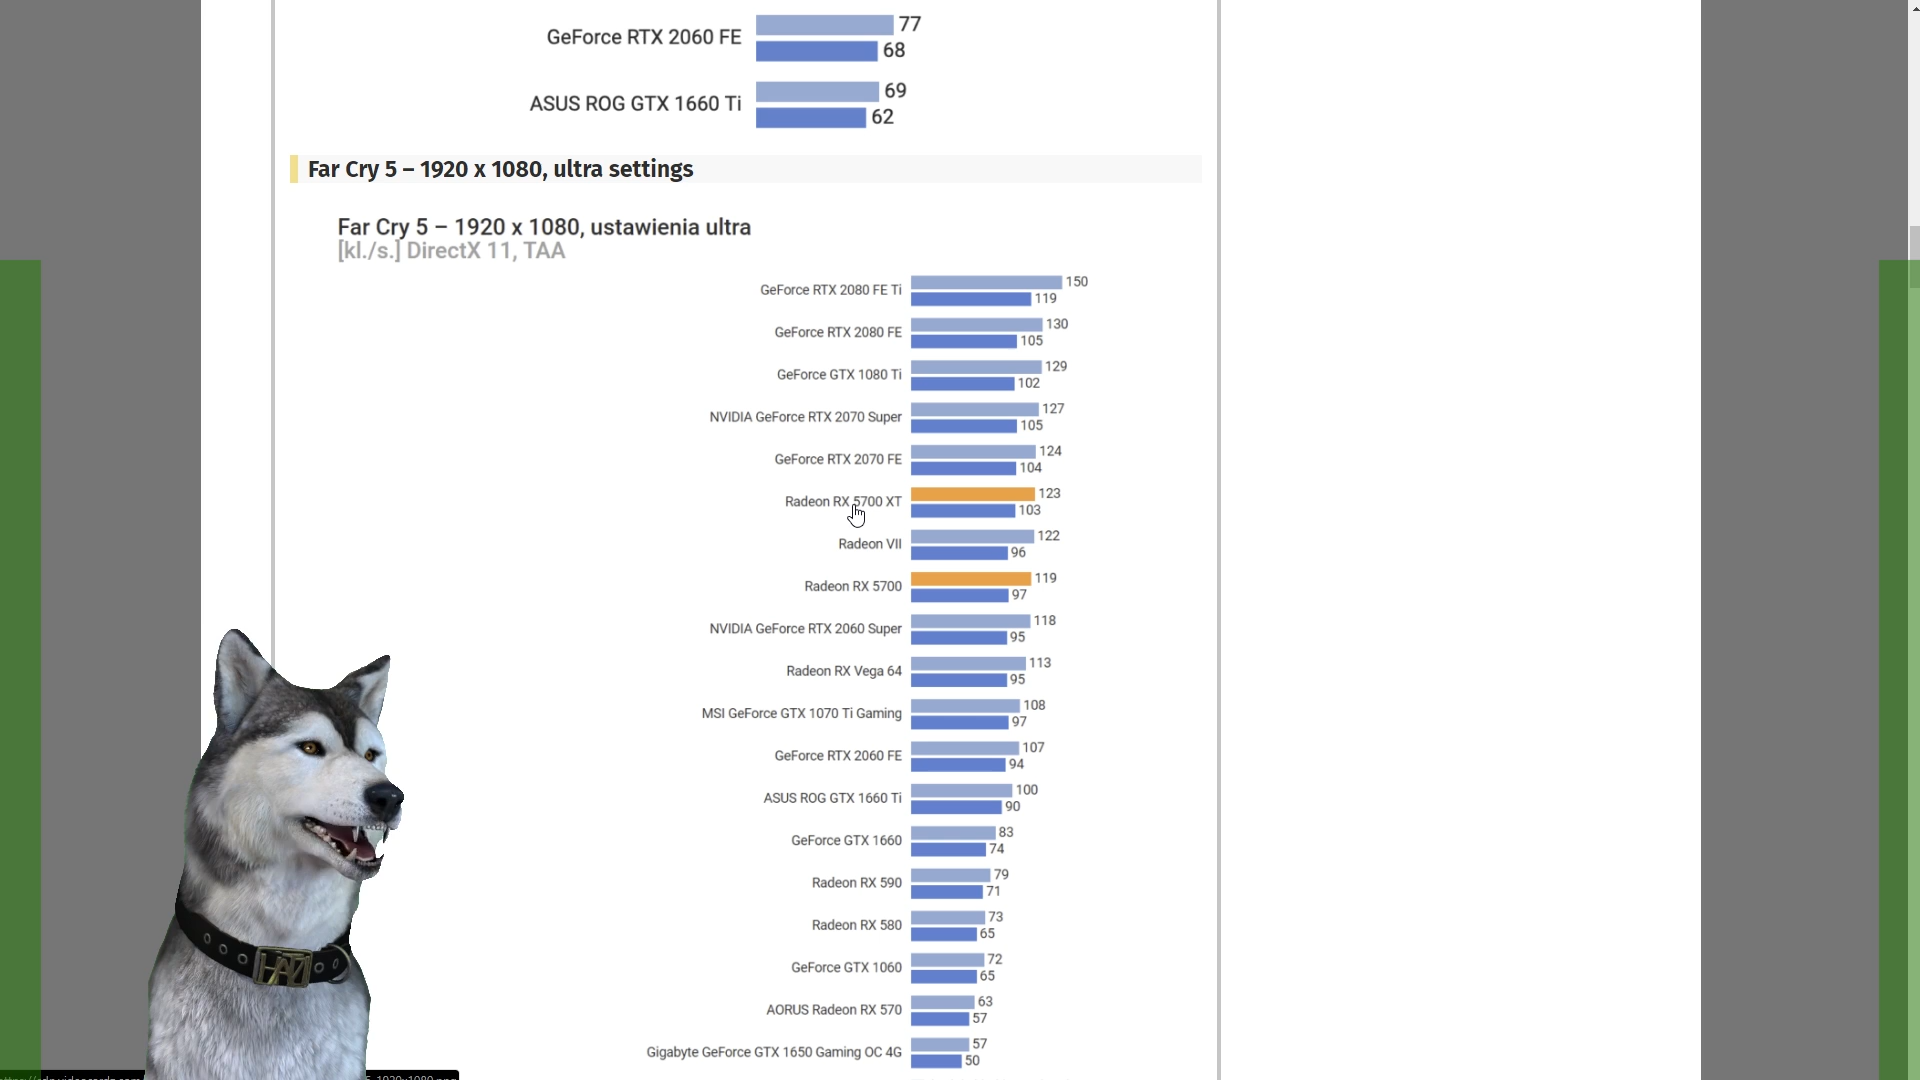 77
GeForce RTX 2060 FE
68
69
ASUS ROG GTX 1660 Ti
62
Far Cry 5 – 1920 x 1080, ultra settings
Far Cry 5 – 1920 x 1080, ustawienia ultra
[kl./s.] DirectX 11, TAA
150
GeForce RTX 2080 FE Ti
119
130
GeForce RTX 2080 FE
105
129
GeForce GTX 1080 Ti
102
127
NVIDIA GeForce RTX 2070 Super
105
124
GeForce RTX 2070 FE
104
123
Radeon RX 5700 XT
103
122
Radeon VII
96
119
Radeon RX 5700
97
118
NVIDIA GeForce RTX 2060 Super
95
113
Radeon RX Vega 64
95
108
MSI GeForce GTX 1070 Ti Gaming
97
107
GeForce RTX 2060 FE
94
100
ASUS ROG GTX 1660 Ti
90
83
GeForce GTX 1660
74
79
Radeon RX 590
71
73
Radeon RX 580
65
72
GeForce GTX 1060
65
63
AORUS Radeon RX 570
57
57
Gigabyte GeForce GTX 1650 Gaming OC 4G
50